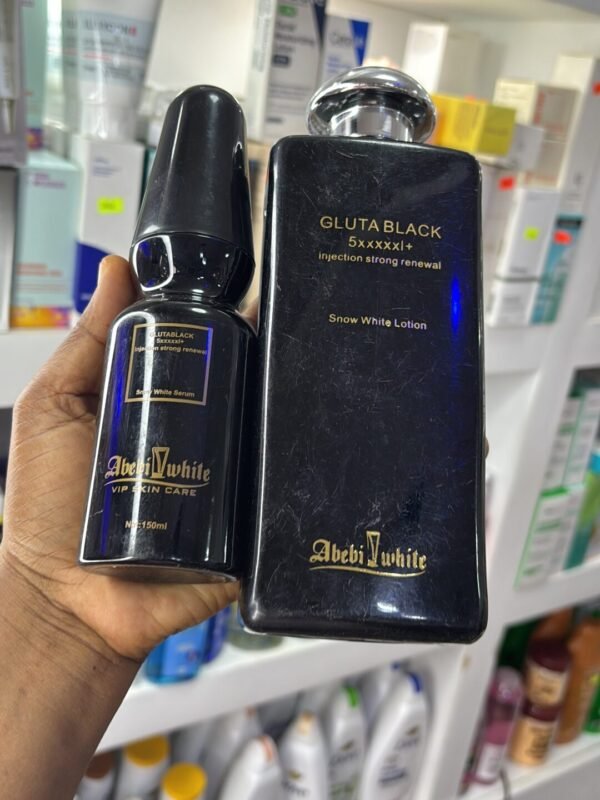 GLUTABLACK
5xxxxxl+
injection strong renewal
Snow White Serum
Abebi white
VIP SKIN CARE
150ml
GLUTA BLACK
5xxxxxl+
injection strong renewal
Snow White Lotion
Abebi white